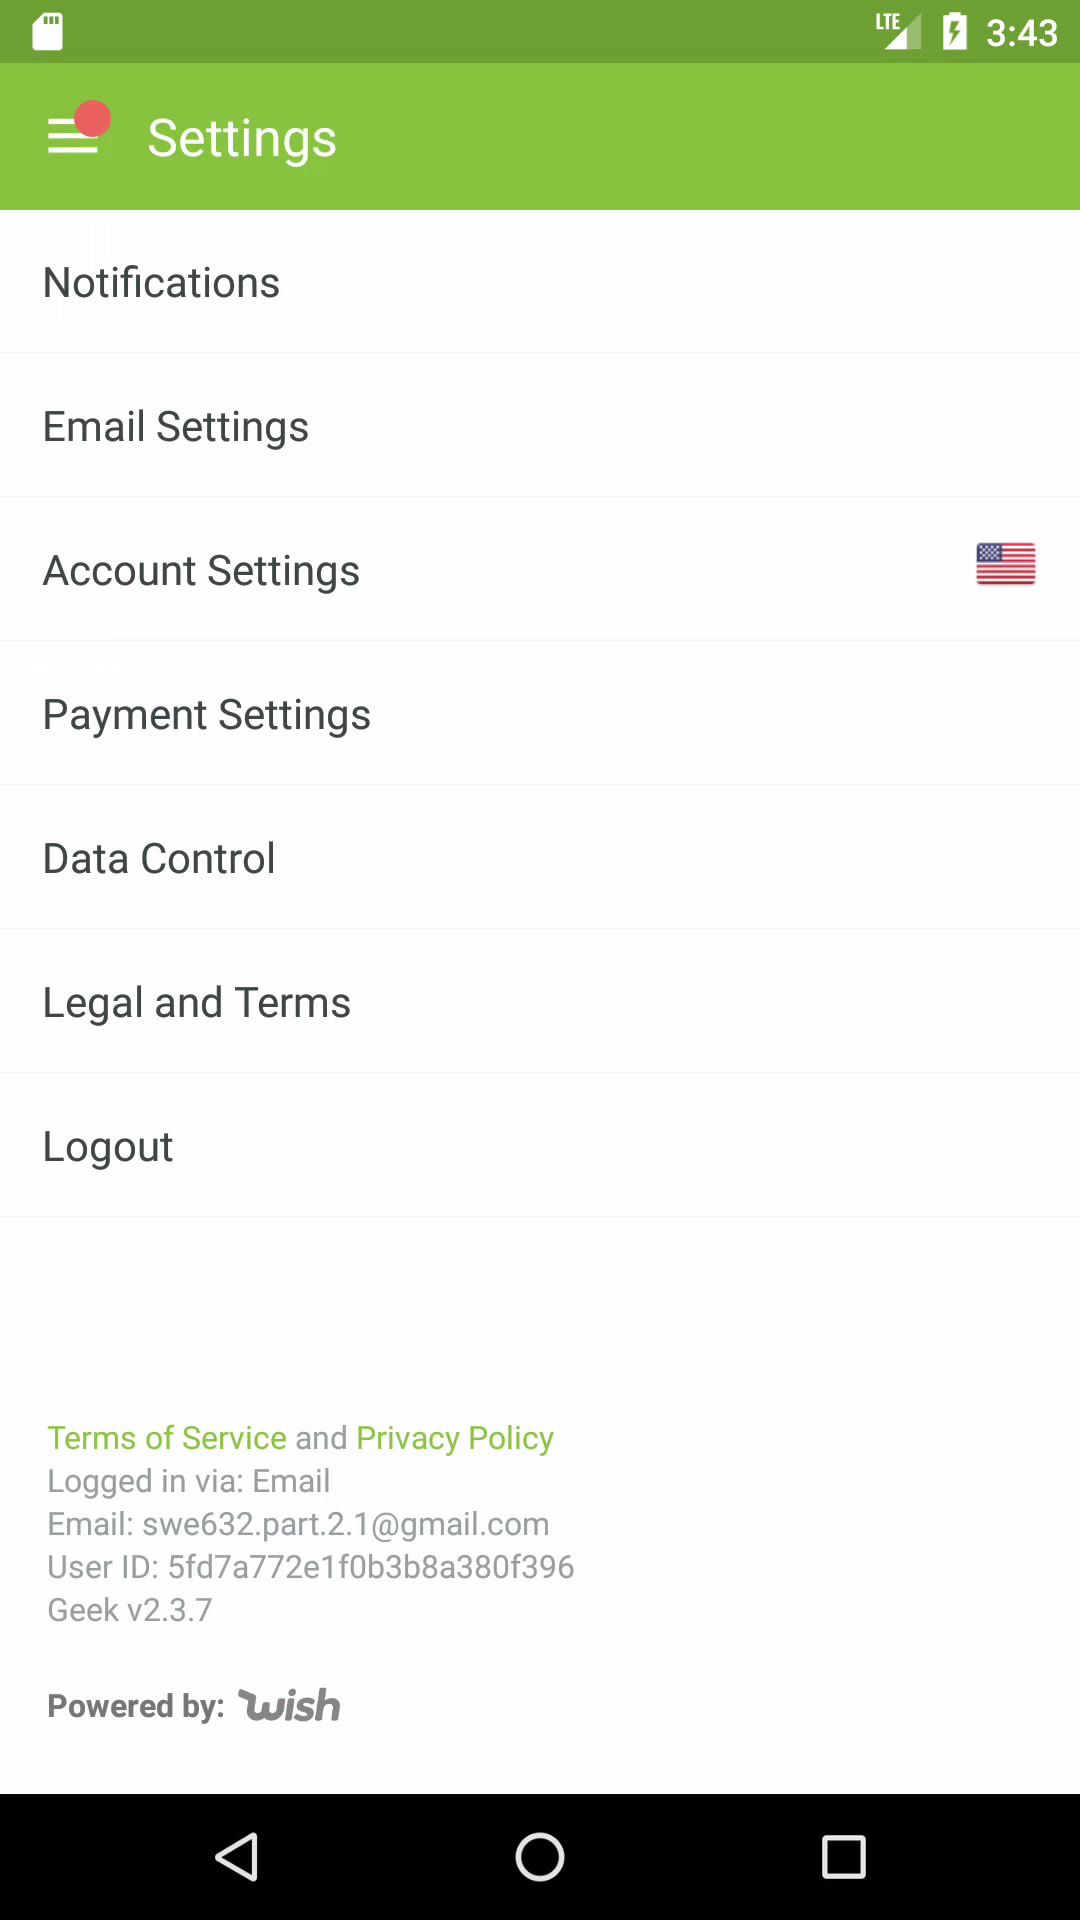 LTE 3:43
Settings
Notifications
Email Settings
Account Settings
Payment Settings
Data Control
Legal and Terms
Logout
Terms of Service and Privacy Policy
Logged in via: Email
Email: swe632.part.2.1@gmail.com
User ID: 5fd7a772e1f0b3b8a380f396
Geek v2.3.7
Powered by: wish